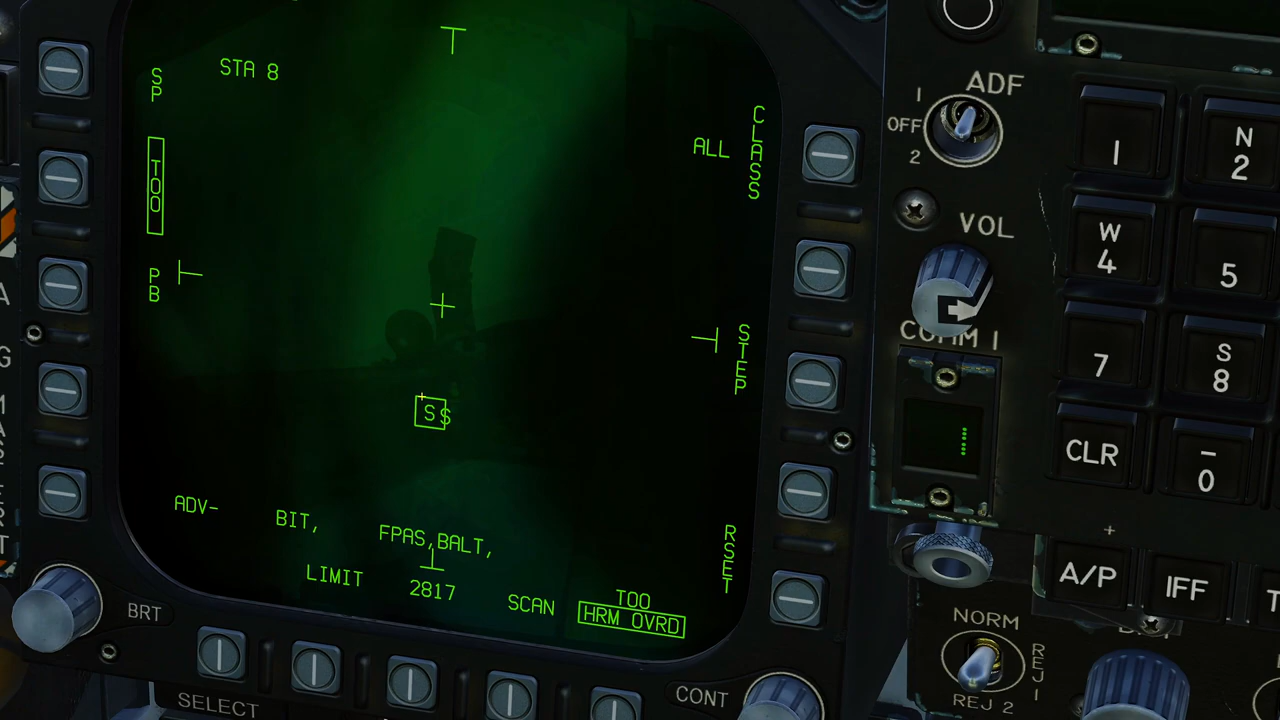 STA 8
SP
TOO
PB
ALL
CLASS
STEP
RSET
S
S
ADV-
BIT,
FPAS,BALT,
LIMIT
2817
SCAN
TOO
HRM OVRD
BRT
SELECT
CONT
ADF
1
OFF
2
VOL
COMM 1
1
N
2
W
4
5
7
S
8
CLR
-
0
+
A/P
IFF
NORM
REJ 1
REJ 2